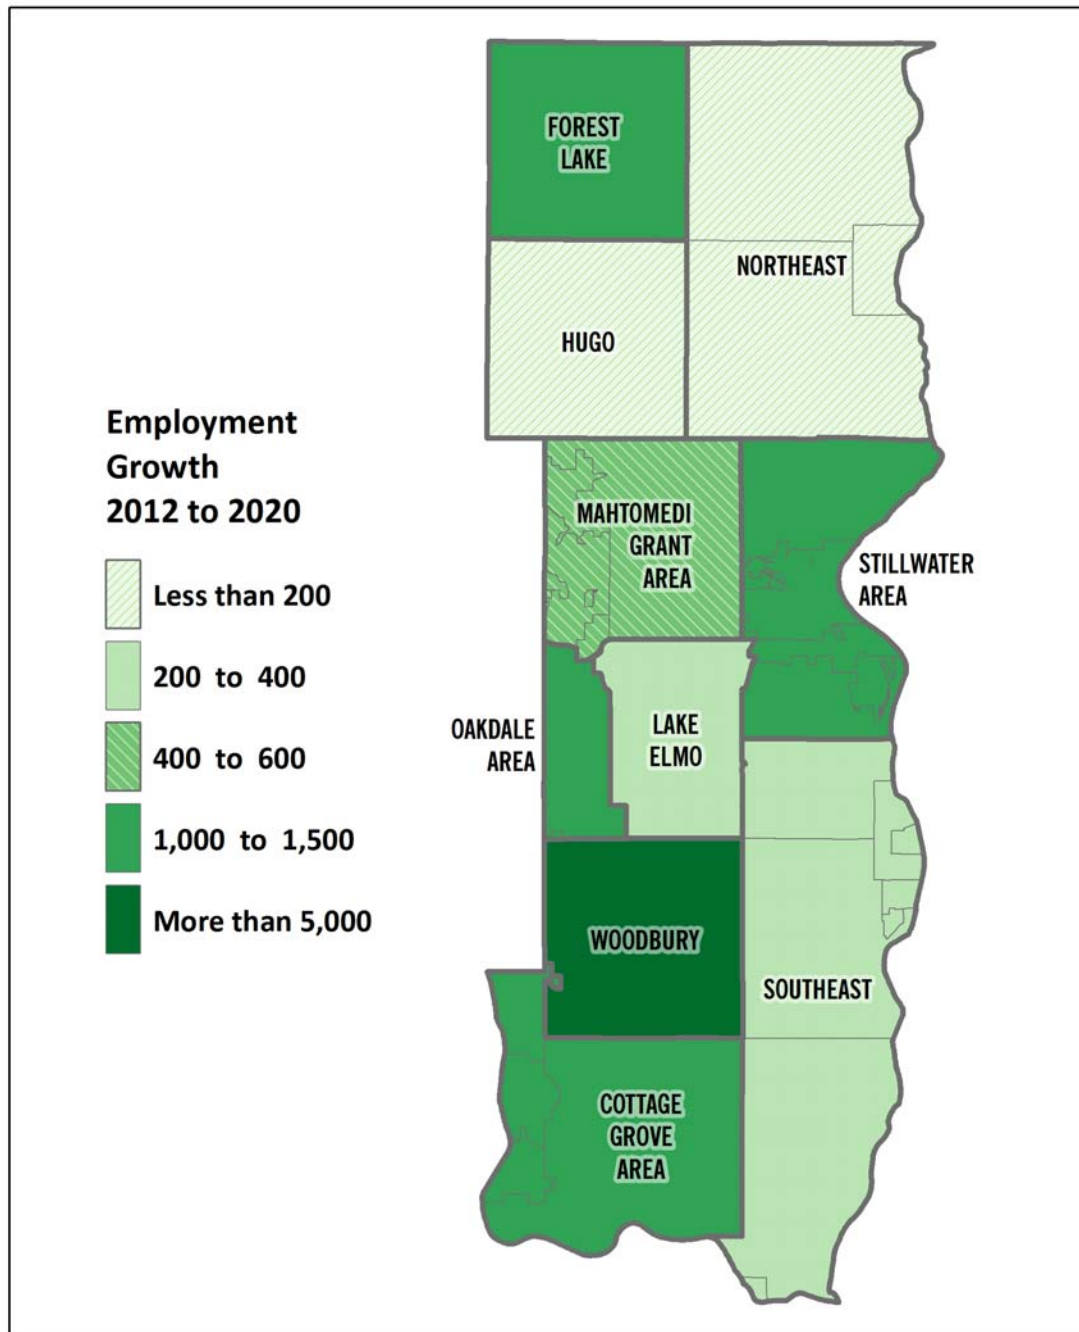 FOREST
LAKE
NORTHEAST
HUGO
Employment
Growth
2012 to 2020
Less than 200
200 to 400
400 to 600
1,000 to 1,500
More than 5,000
MAHTOMEDI
GRANT
AREA
STILLWATER
AREA
OAKDALE
AREA
LAKE
ELMO
WOODBURY
SOUTHEAST
COTTAGE
GROVE
AREA